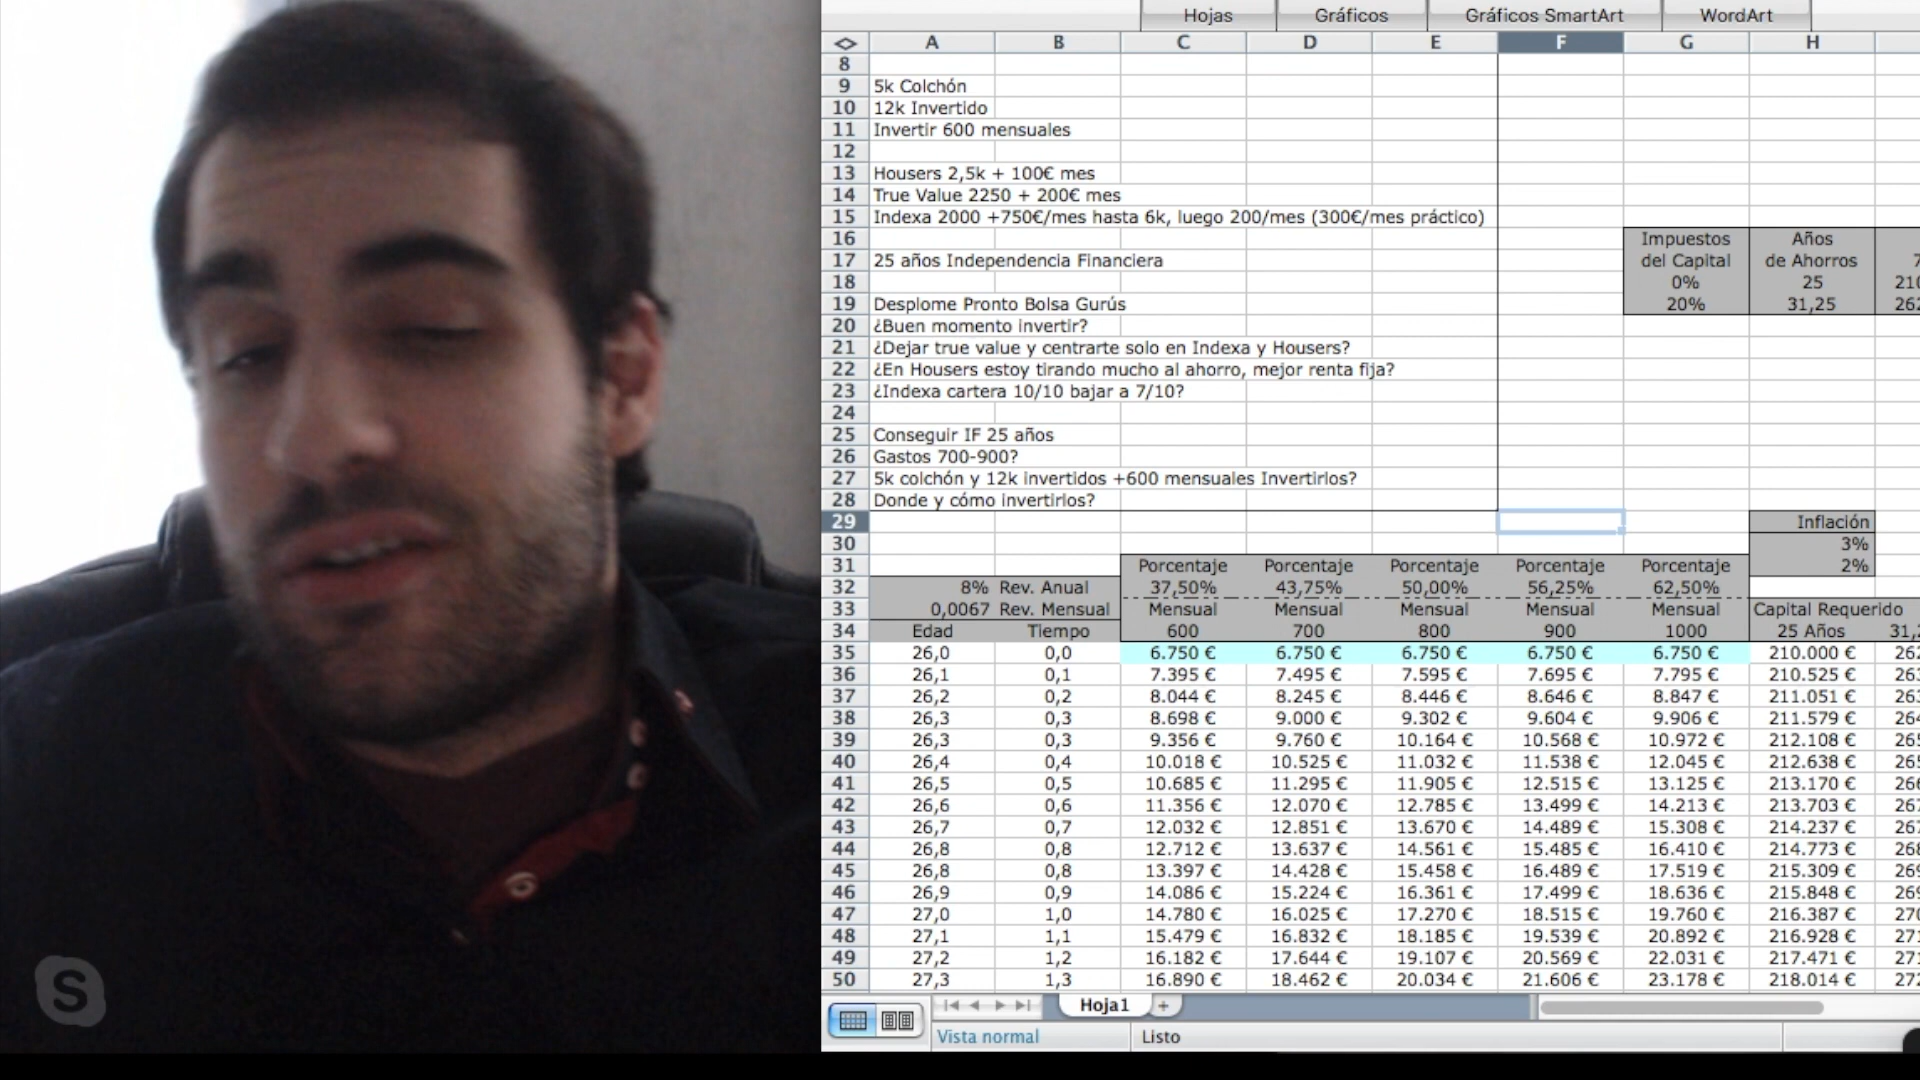 Hojas Gráficos Gráficos SmartArt WordArt
A B C D E F G H
8
9 5k Colchón
10 12k Invertido
11 Invertir 600 mensuales
12
13 Housers 2,5k + 100€ mes
14 True Value 2250 + 200€ mes
15 Indexa 2000 +750€/mes hasta 6k, luego 200/mes (300€/mes práctico)
16 Impuestos Años
17 25 años Independencia Financiera del Capital de Ahorros 7
18 0% 25 210
19 Desplome Pronto Bolsa Gurús 20% 31,25 262
20 ¿Buen momento invertir?
21 ¿Dejar true value y centrarte solo en Indexa y Housers?
22 ¿En Housers estoy tirando mucho al ahorro, mejor renta fija?
23 ¿Indexa cartera 10/10 bajar a 7/10?
24
25 Conseguir IF 25 años
26 Gastos 700-900?
27 5k colchón y 12k invertidos +600 mensuales Invertirlos?
28 Donde y cómo invertirlos?
29 Inflación
30 3%
31 Porcentaje Porcentaje Porcentaje Porcentaje Porcentaje 2%
32 8% Rev. Anual 37,50% 43,75% 50,00% 56,25% 62,50%
33 0,0067 Rev. Mensual Mensual Mensual Mensual Mensual Mensual Capital Requerido
34 Edad Tiempo 600 700 800 900 1000 25 Años 31,2
35 26,0 0,0 6.750 € 6.750 € 6.750 € 6.750 € 6.750 € 210.000 € 262
36 26,1 0,1 7.395 € 7.495 € 7.595 € 7.695 € 7.795 € 210.525 € 263
37 26,2 0,2 8.044 € 8.245 € 8.446 € 8.646 € 8.847 € 211.051 € 263
38 26,3 0,3 8.698 € 9.000 € 9.302 € 9.604 € 9.906 € 211.579 € 264
39 26,3 0,3 9.356 € 9.760 € 10.164 € 10.568 € 10.972 € 212.108 € 265
40 26,4 0,4 10.018 € 10.525 € 11.032 € 11.538 € 12.045 € 212.638 € 265
41 26,5 0,5 10.685 € 11.295 € 11.905 € 12.515 € 13.125 € 213.170 € 266
42 26,6 0,6 11.356 € 12.070 € 12.785 € 13.499 € 14.213 € 213.703 € 267
43 26,7 0,7 12.032 € 12.851 € 13.670 € 14.489 € 15.308 € 214.237 € 267
44 26,8 0,8 12.712 € 13.637 € 14.561 € 15.485 € 16.410 € 214.773 € 268
45 26,8 0,8 13.397 € 14.428 € 15.458 € 16.489 € 17.519 € 215.309 € 269
46 26,9 0,9 14.086 € 15.224 € 16.361 € 17.499 € 18.636 € 215.848 € 269
47 27,0 1,0 14.780 € 16.025 € 17.270 € 18.515 € 19.760 € 216.387 € 270
48 27,1 1,1 15.479 € 16.832 € 18.185 € 19.539 € 20.892 € 216.928 € 271
49 27,2 1,2 16.182 € 17.644 € 19.107 € 20.569 € 22.031 € 217.471 € 271
50 27,3 1,3 16.890 € 18.462 € 20.034 € 21.606 € 23.178 € 218.014 € 272
Hoja1
Vista normal Listo
S